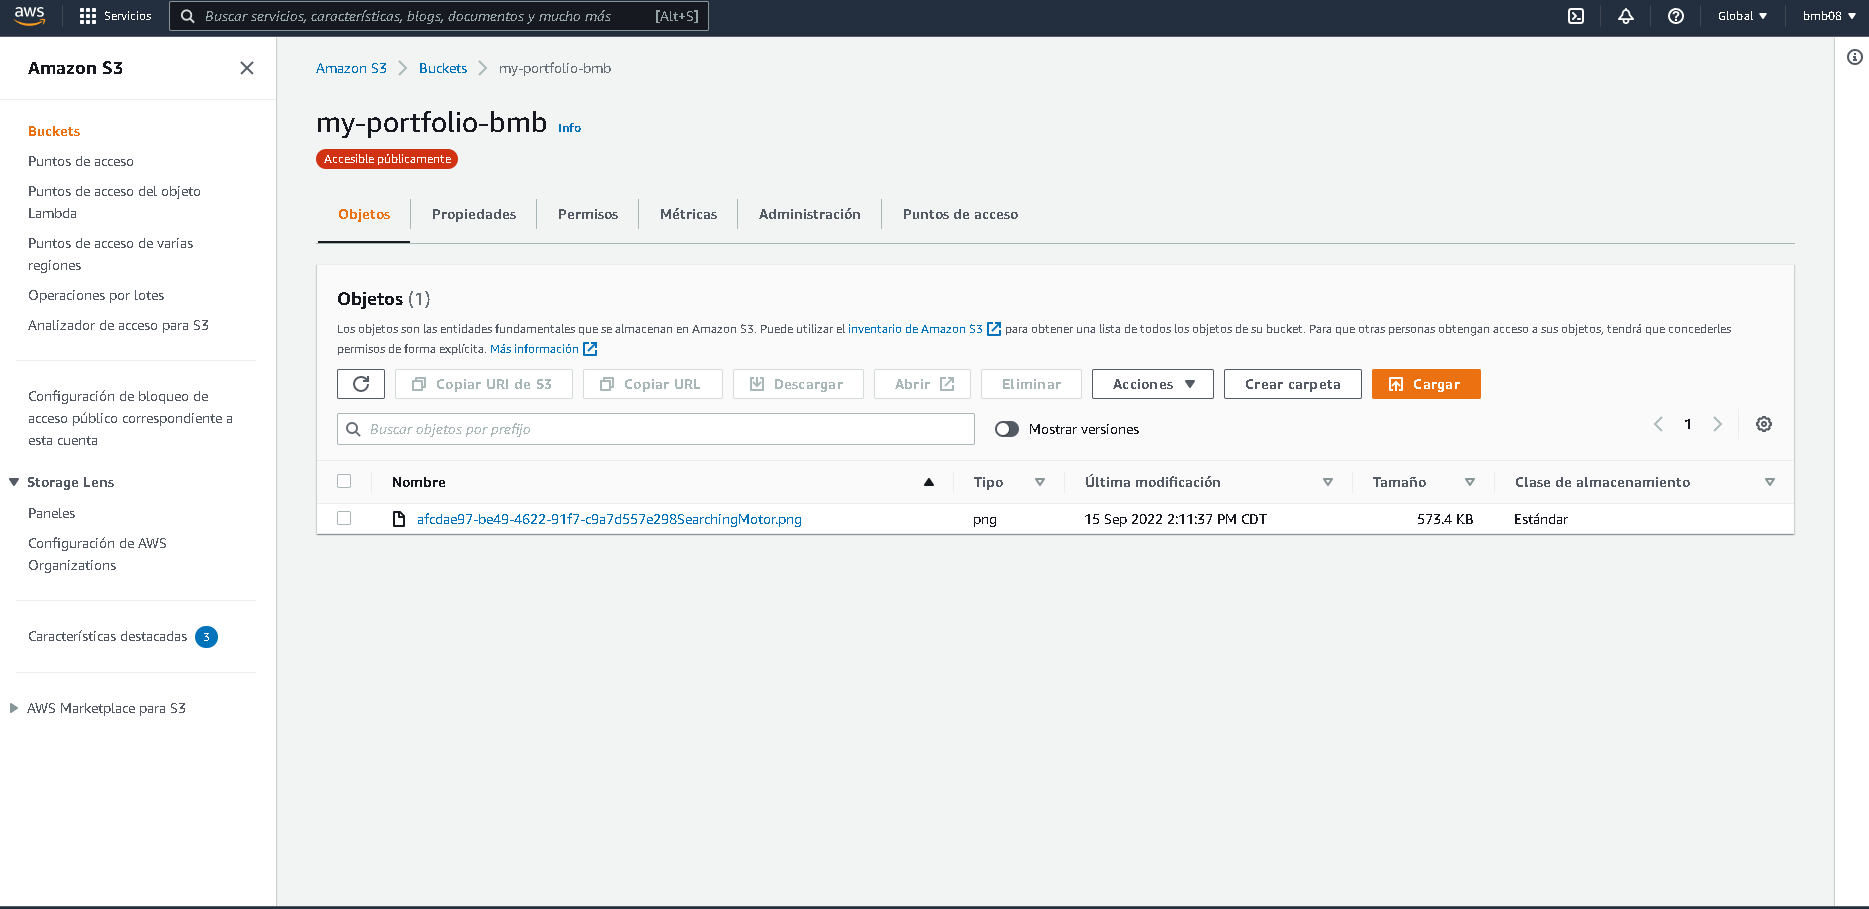 aws
Servicios
Buscar servicios, características, blogs, documentos y mucho más
[Alt+S]
Global
bmb08
Amazon S3
Buckets
Puntos de acceso
Puntos de acceso del objeto
Lambda
Puntos de acceso de varias
regiones
Operaciones por lotes
Analizador de acceso para S3
Configuración de bloqueo de
acceso público correspondiente a
esta cuenta
Storage Lens
Paneles
Configuración de AWS
Organizations
Características destacadas 3
AWS Marketplace para S3
Amazon S3 Buckets my-portfolio-bmb
my-portfolio-bmb Info
Accesible públicamente
Objetos Propiedades Permisos Métricas Administración Puntos de acceso
Objetos (1)
Los objetos son las entidades fundamentales que se almacenan en Amazon S3. Puede utilizar el inventario de Amazon S3 para obtener una lista de todos los objetos de su bucket. Para que otras personas obtengan acceso a sus objetos, tendrá que concederles
permisos de forma explícita. Más información
Copiar URI de S3 Copiar URL Descargar Abrir Eliminar Acciones Crear carpeta Cargar
Buscar objetos por prefijo Mostrar versiones 1
Nombre Tipo Última modificación Tamaño Clase de almacenamiento
afcdae97-be49-4622-91f7-c9a7d557e298SearchingMotor.png png 15 Sep 2022 2:11:37 PM CDT 573.4 KB Estándar